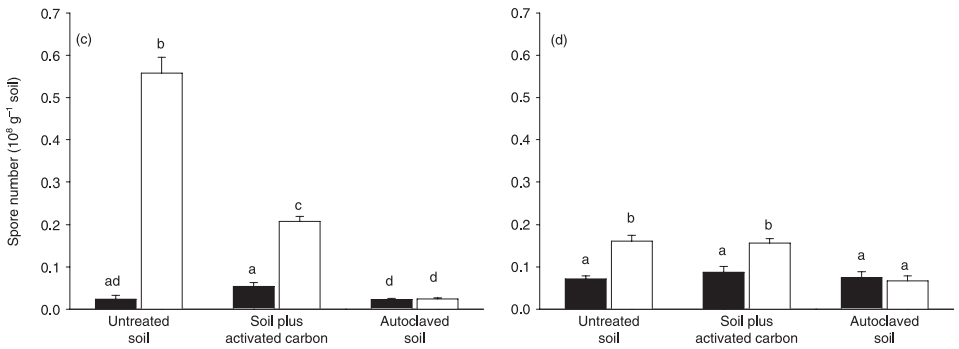 (c)
Spore number (10⁸ g⁻¹ soil)
0.7
0.6
0.5
0.4
0.3
0.2
0.1
0.0
ad
b
a
c
d
d
Untreated
soil
Soil plus
activated carbon
Autoclaved
soil
(d)
0.7
0.6
0.5
0.4
0.3
0.2
0.1
0.0
a
b
a
b
a
a
Untreated
soil
Soil plus
activated carbon
Autoclaved
soil